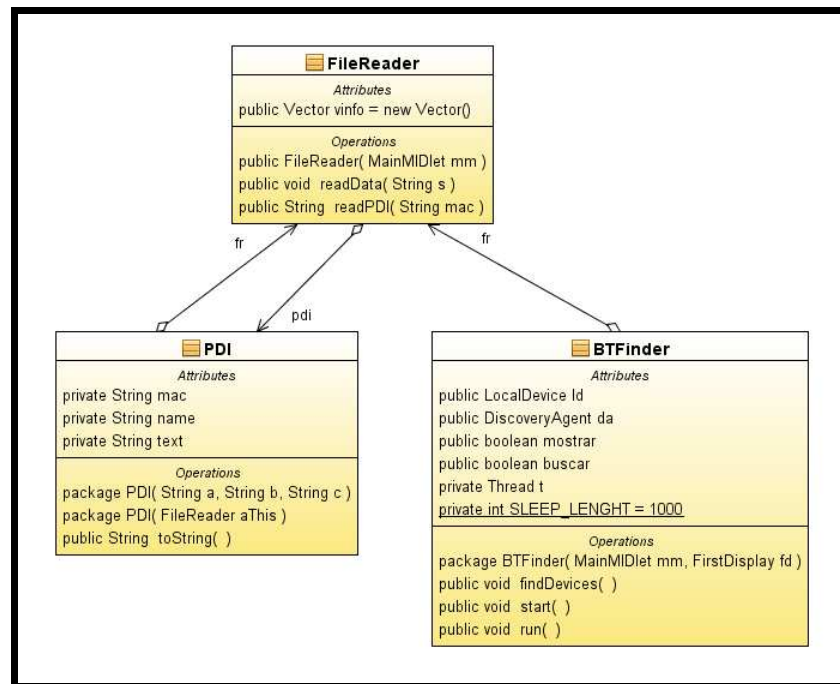 FileReader
Attributes
public Vector vinfo = new Vector()
Operations
public FileReader( MainMIDlet mm )
public void readData( String s )
public String readPDI( String mac )
fr
pdi
fr
PDI
Attributes
private String mac
private String name
private String text
Operations
package PDI( String a, String b, String c )
package PDI( FileReader aThis )
public String toString( )
BTFinder
Attributes
public LocalDevice ld
public DiscoveryAgent da
public boolean mostrar
public boolean buscar
private Thread t
private int SLEEP_LENGHT = 1000
Operations
package BTFinder( MainMIDlet mm, FirstDisplay fd )
public void findDevices( )
public void start( )
public void run( )